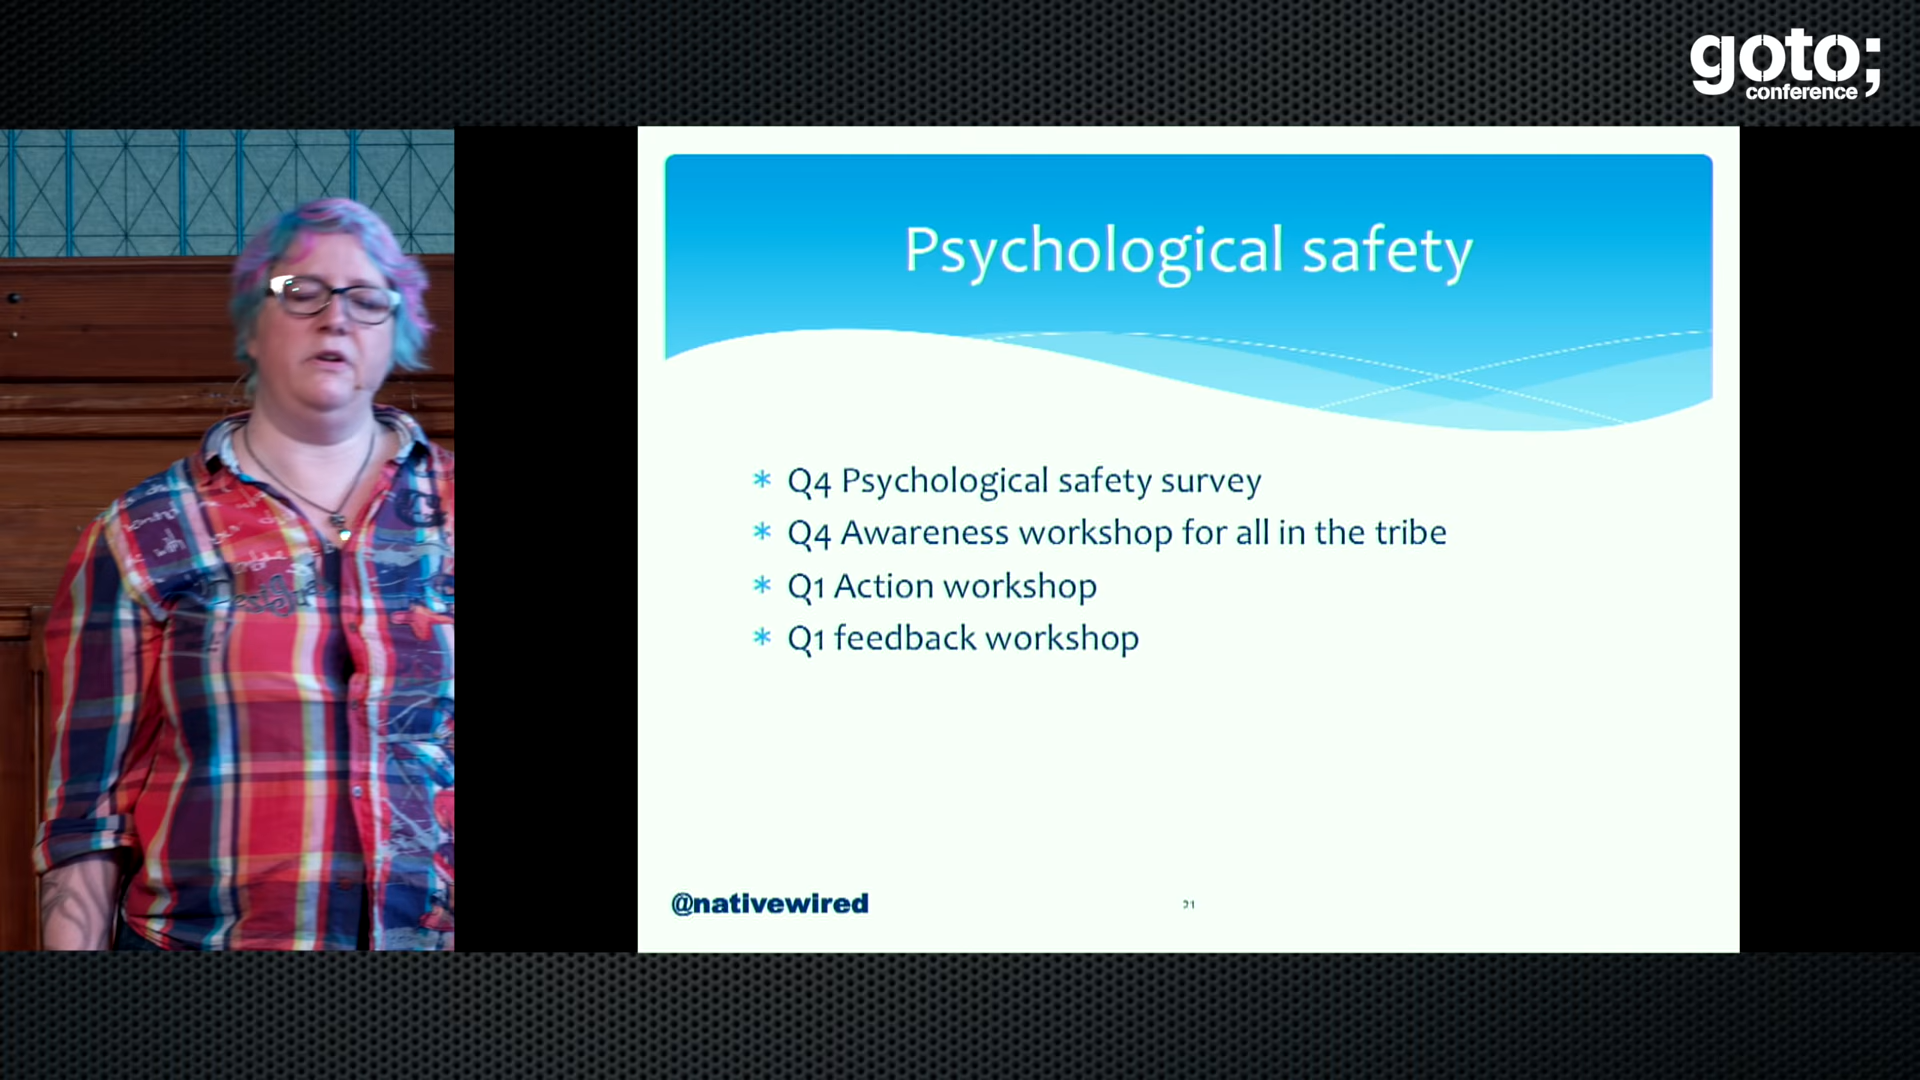 goto;
conference
Psychological safety
* Q4 Psychological safety survey
* Q4 Awareness workshop for all in the tribe
* Q1 Action workshop
* Q1 feedback workshop
@nativewired
21